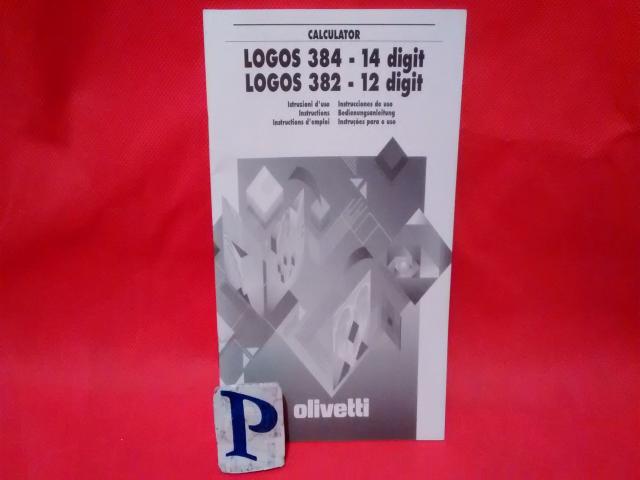 CALCULATOR
LOGOS 384 - 14 digit
LOGOS 382 - 12 digit
Istruzioni d'uso Instrucciones de uso
Instructions Bedienungsanleitung
Instructions d'emploi Instruções para o uso
olivetti
P